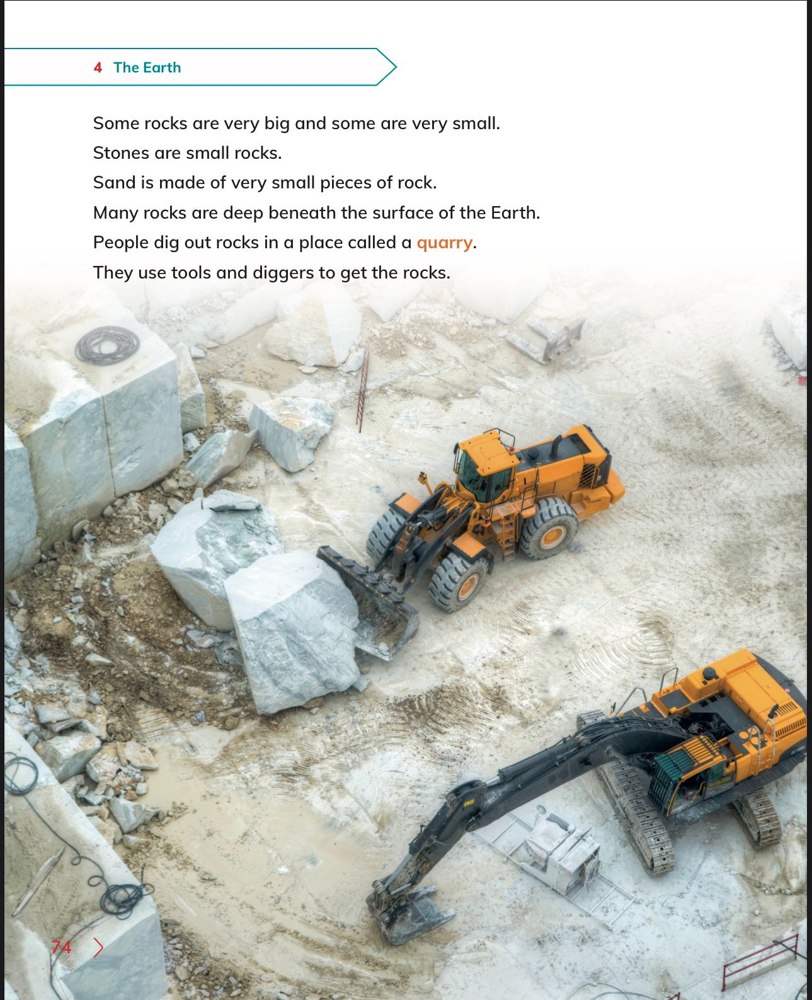 4 The Earth
Some rocks are very big and some are very small.
Stones are small rocks.
Sand is made of very small pieces of rock.
Many rocks are deep beneath the surface of the Earth.
People dig out rocks in a place called a quarry.
They use tools and diggers to get the rocks.
74